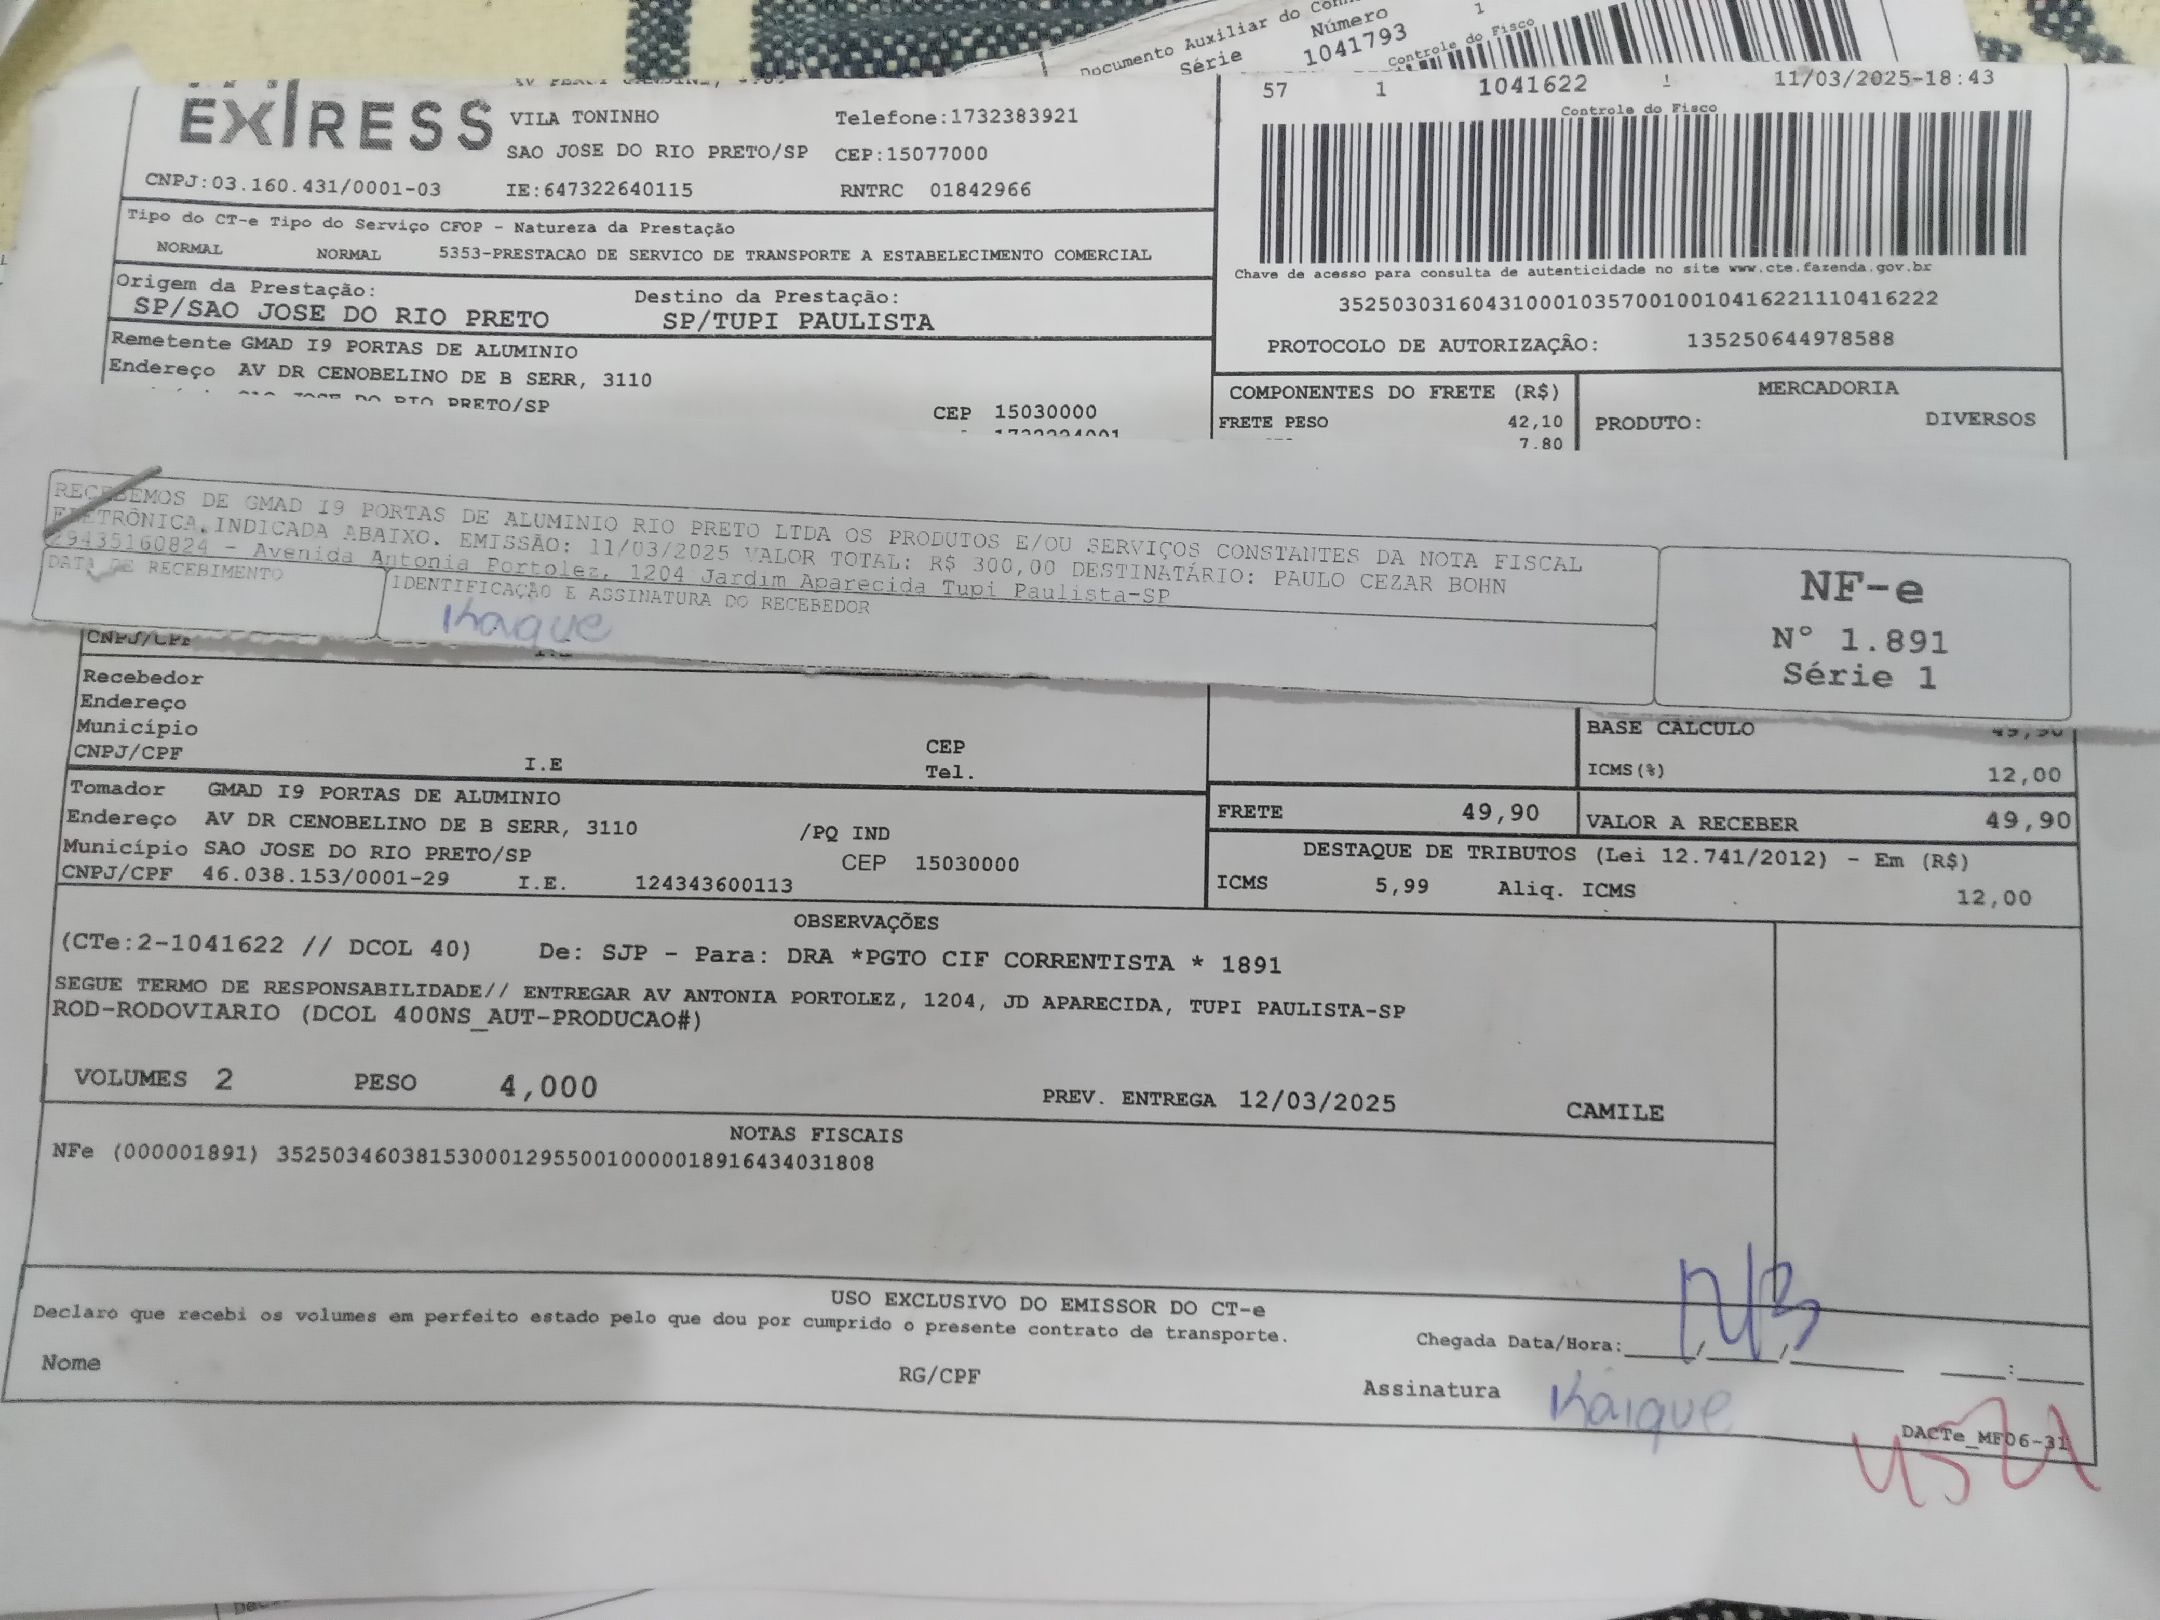 Documento Auxiliar do
Série Número 1
1041793 Controle do Fisco
EXPRESS
VILA TONINHO Telefone:1732383921
SAO JOSE DO RIO PRETO/SP CEP:15077000
CNPJ:03.160.431/0001-03 IE:647322640115 RNTRC 01842966
57 1 1041622 11/03/2025-18:43
Controle do Fisco
Chave de acesso para consulta de autenticidade no site www.cte.fazenda.gov.br
35250303160431000103570010010416221110416222
PROTOCOLO DE AUTORIZAÇÃO: 135250644978588
Tipo do CT-e Tipo do Serviço CFOP - Natureza da Prestação
NORMAL NORMAL 5353-PRESTACAO DE SERVICO DE TRANSPORTE A ESTABELECIMENTO COMERCIAL
Origem da Prestação: Destino da Prestação:
SP/SAO JOSE DO RIO PRETO SP/TUPI PAULISTA
Remetente GMAD I9 PORTAS DE ALUMINIO
Endereço AV DR CENOBELINO DE B SERR, 3110
SAO JOSE DO RIO PRETO/SP CEP 15030000
COMPONENTES DO FRETE (R$) MERCADORIA
FRETE PESO 42,10 PRODUTO: DIVERSOS
7.80
RECEBEMOS DE GMAD I9 PORTAS DE ALUMINIO RIO PRETO LTDA OS PRODUTOS E/OU SERVIÇOS CONSTANTES DA NOTA FISCAL
ELETRÔNICA INDICADA ABAIXO. EMISSÃO: 11/03/2025 VALOR TOTAL: R$ 300,00 DESTINATÁRIO: PAULO CEZAR BOHN
29435160824 - Avenida Antonia Portolez, 1204 Jardim Aparecida Tupi Paulista-SP
DATA DE RECEBIMENTO IDENTIFICAÇÃO E ASSINATURA DO RECEBEDOR
Kaique
NF-e
Nº 1.891
Série 1
CNPJ/CPF
Recebedor
Endereço
Município CEP
CNPJ/CPF I.E Tel.
BASE CALCULO 49,90
ICMS(%) 12,00
Tomador GMAD I9 PORTAS DE ALUMINIO
Endereço AV DR CENOBELINO DE B SERR, 3110 /PQ IND
Município SAO JOSE DO RIO PRETO/SP CEP 15030000
CNPJ/CPF 46.038.153/0001-29 I.E. 124343600113
FRETE 49,90 VALOR A RECEBER 49,90
DESTAQUE DE TRIBUTOS (Lei 12.741/2012) - Em (R$)
ICMS 5,99 Aliq. ICMS 12,00
OBSERVAÇÕES
(CTe:2-1041622 // DCOL 40) De: SJP - Para: DRA *PGTO CIF CORRENTISTA * 1891
SEGUE TERMO DE RESPONSABILIDADE// ENTREGAR AV ANTONIA PORTOLEZ, 1204, JD APARECIDA, TUPI PAULISTA-SP
ROD-RODOVIARIO (DCOL 400NS_AUT-PRODUCAO#)
VOLUMES 2 PESO 4,000 PREV. ENTREGA 12/03/2025 CAMILE
NOTAS FISCAIS
NFe (000001891) 35250346038153000129550010000018916434031808
USO EXCLUSIVO DO EMISSOR DO CT-e
Declaro que recebi os volumes em perfeito estado pelo que dou por cumprido o presente contrato de transporte.
Chegada Data/Hora:___/___/______ ___:___
Nome RG/CPF Assinatura Kaique
DACTe_MF06-31